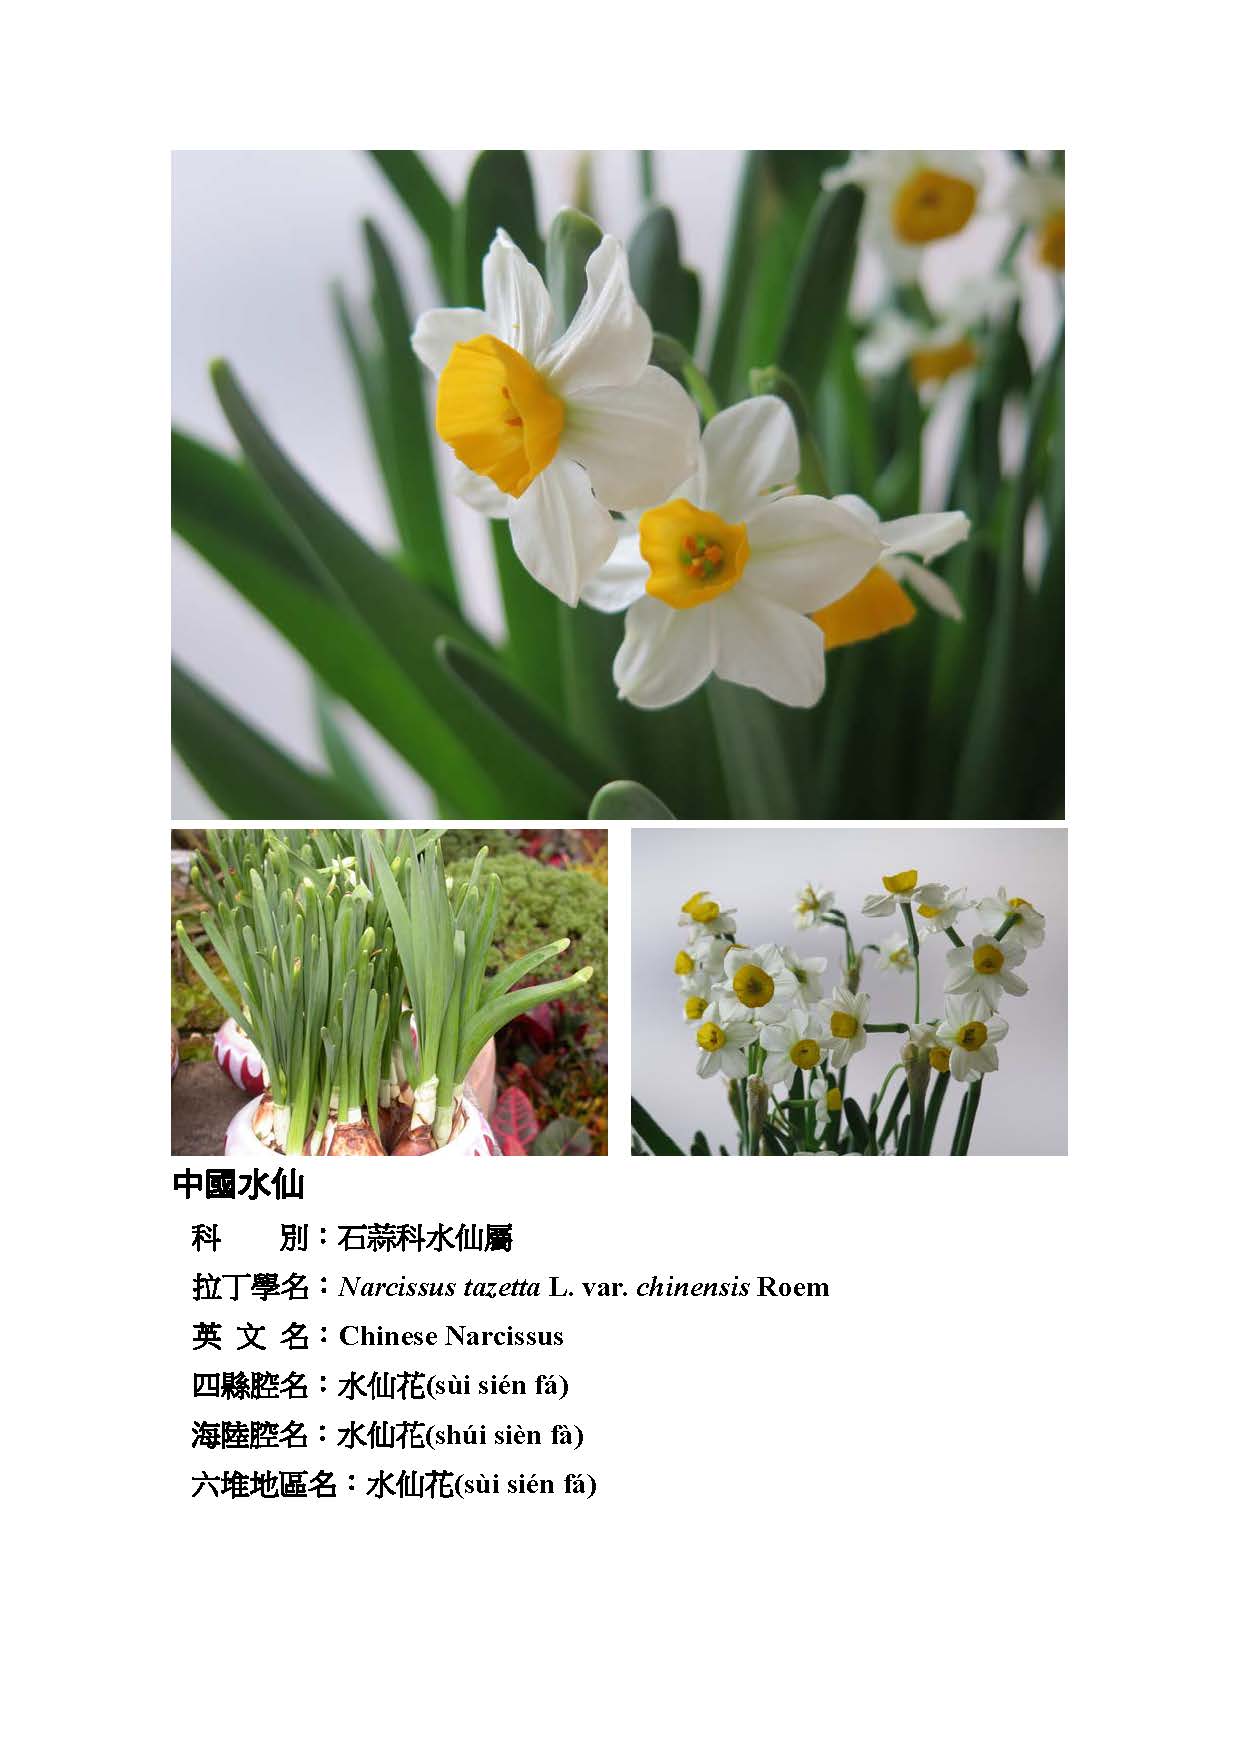 中國水仙
科　　別：石蒜科水仙屬
拉丁學名：Narcissus tazetta L. var. chinensis Roem
英 文 名：Chinese Narcissus
四縣腔名：水仙花(sùi sién fá)
海陸腔名：水仙花(shúi sièn fà)
六堆地區名：水仙花(sùi sién fá)